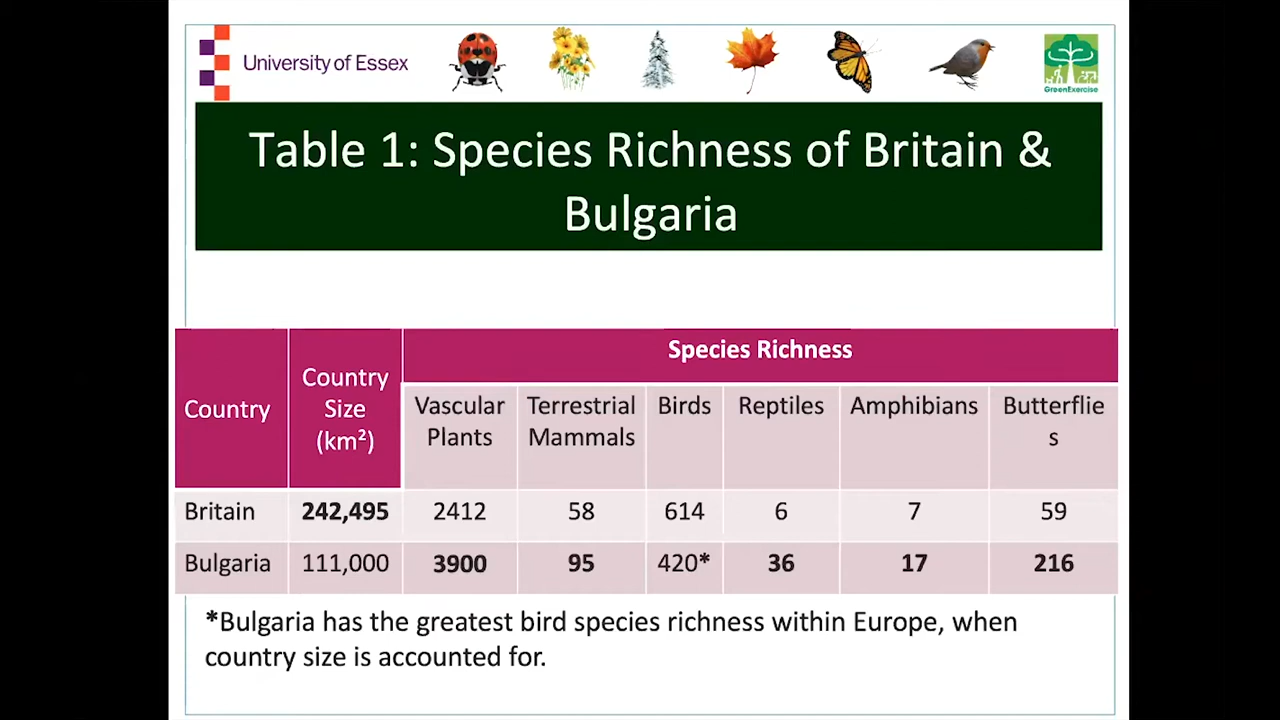 University of Essex
GreenExercise
Table 1: Species Richness of Britain &
Bulgaria
Country
Country
Size
(km²)
Species Richness
Vascular
Plants
Terrestrial
Mammals
Birds
Reptiles
Amphibians
Butterflie
s
Britain 242,495 2412 58 614 6 7 59
Bulgaria 111,000 3900 95 420* 36 17 216
*Bulgaria has the greatest bird species richness within Europe, when
country size is accounted for.